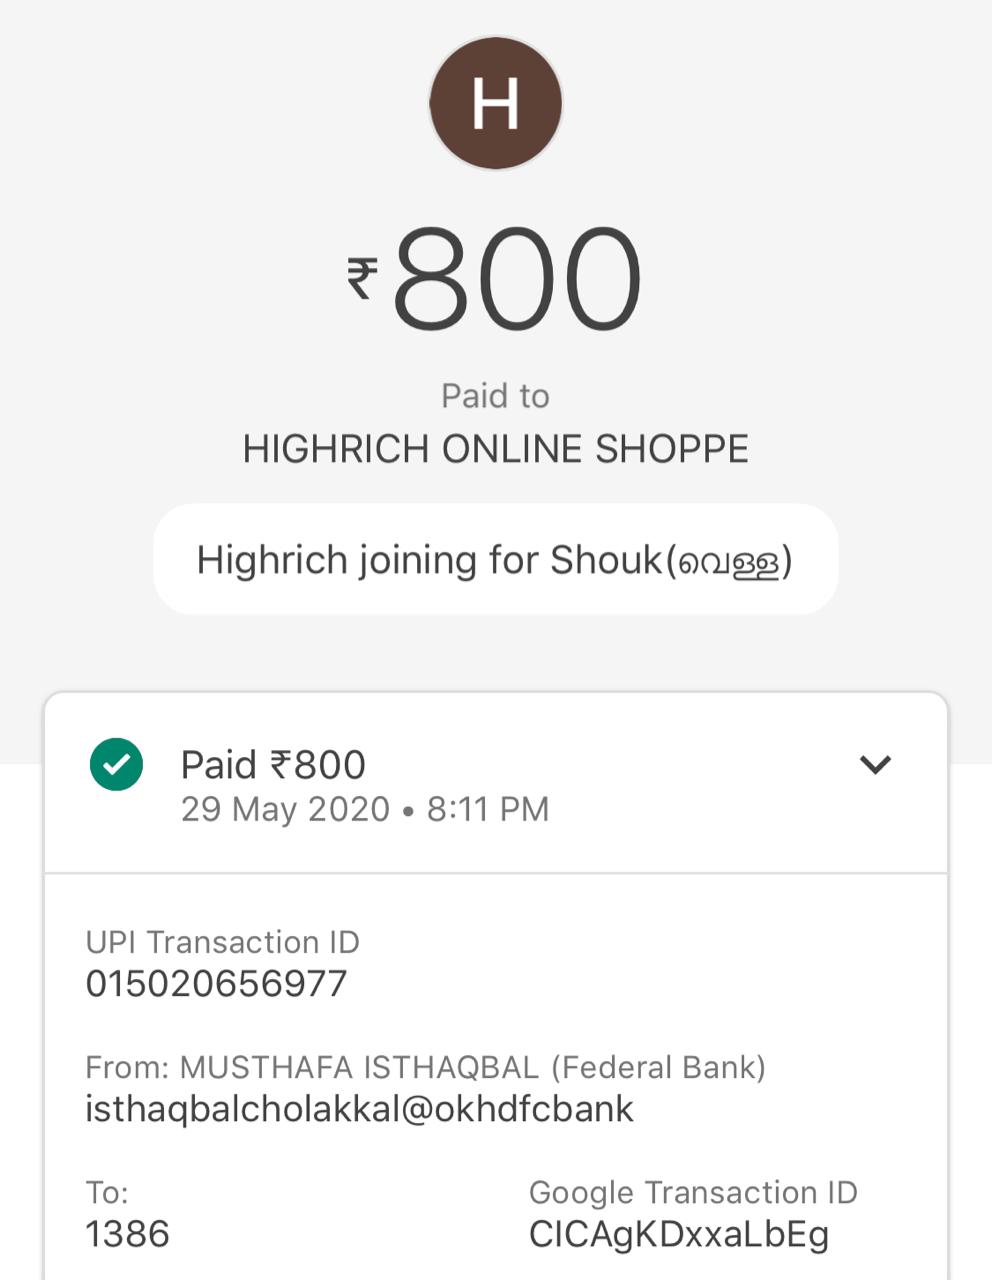 H
₹800
Paid to
HIGHRICH ONLINE SHOPPE
Highrich joining for Shouk(വെള്ള)
Paid ₹800
29 May 2020 • 8:11 PM
UPI Transaction ID
015020656977
From: MUSTHAFA ISTHAQBAL (Federal Bank)
isthaqbalcholakkal@okhdfcbank
To:
1386
Google Transaction ID
CICAgKDxxaLbEg